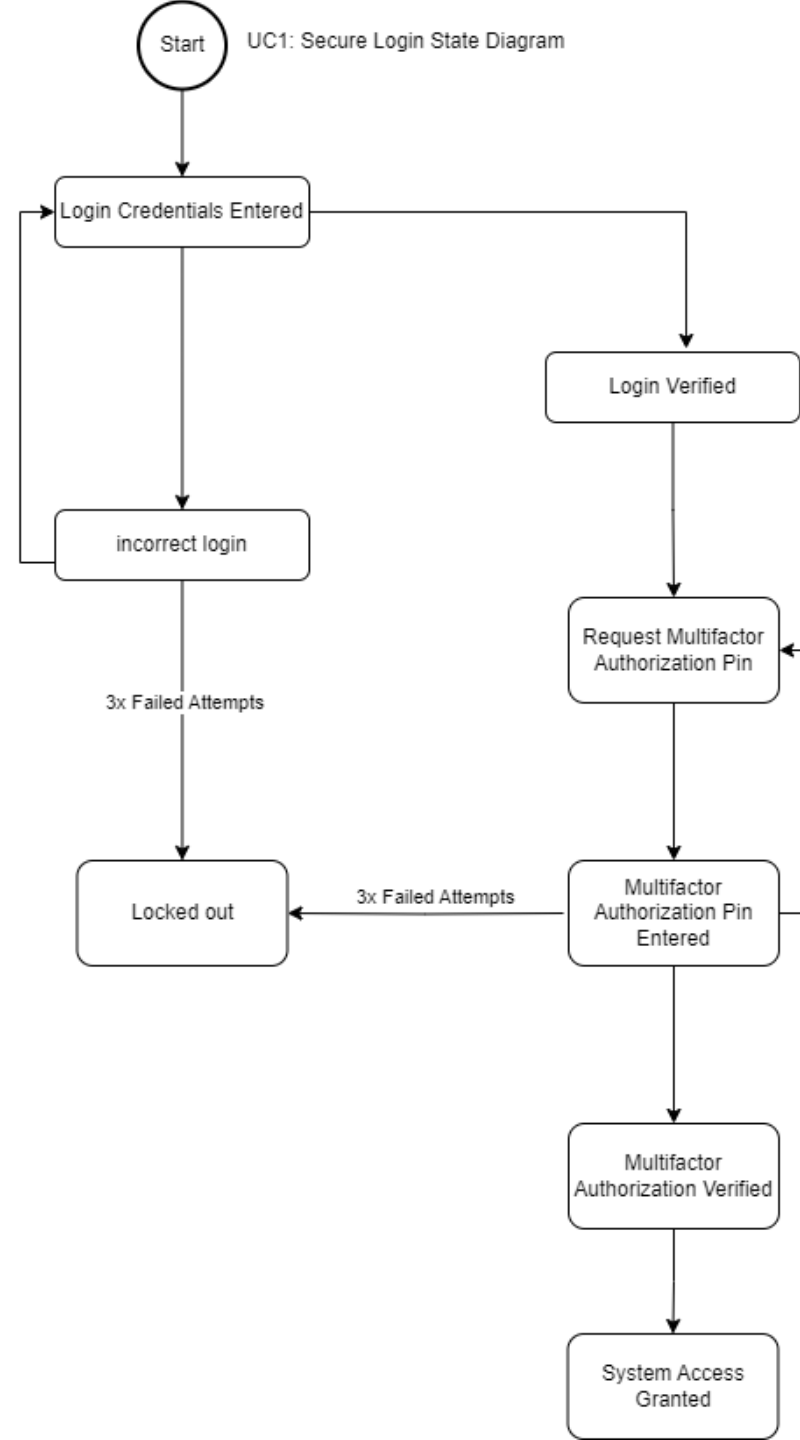 Start
UC1: Secure Login State Diagram
Login Credentials Entered
Login Verified
incorrect login
Request Multifactor
Authorization Pin
3x Failed Attempts
Locked out
3x Failed Attempts
Multifactor
Authorization Pin
Entered
Multifactor
Authorization Verified
System Access
Granted